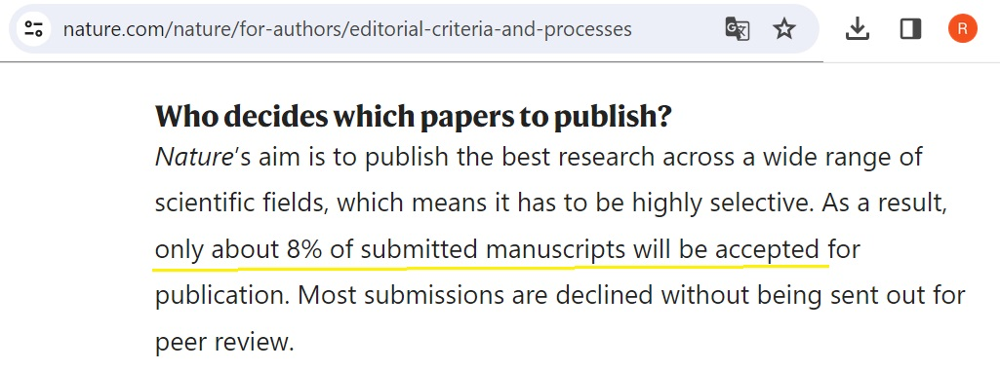 nature.com/nature/for-authors/editorial-criteria-and-processes
R
Who decides which papers to publish?
Nature's aim is to publish the best research across a wide range of
scientific fields, which means it has to be highly selective. As a result,
only about 8% of submitted manuscripts will be accepted for
publication. Most submissions are declined without being sent out for
peer review.